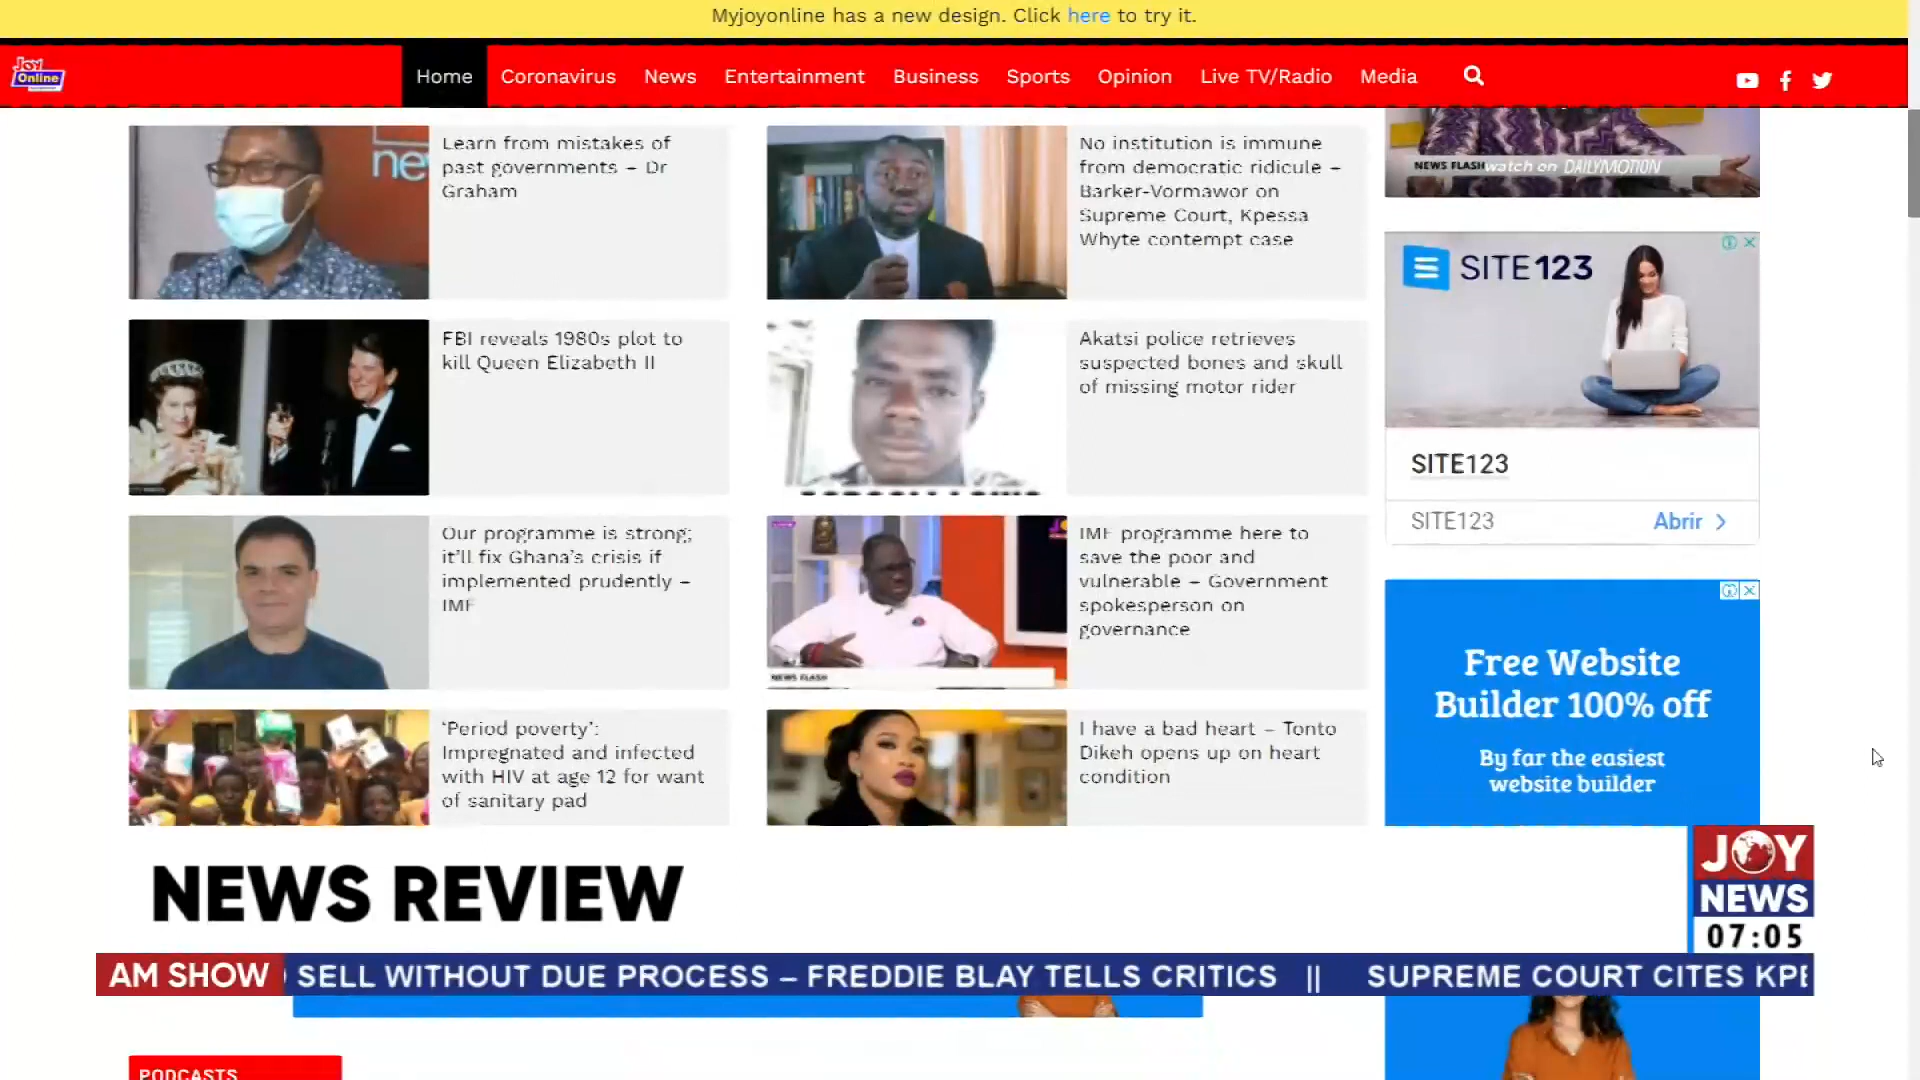 Myjoyonline has a new design. Click here to try it.
JOY
Online
Home Coronavirus News Entertainment Business Sports Opinion Live TV/Radio Media
Learn from mistakes of
past governments – Dr
Graham
No institution is immune
from democratic ridicule –
Barker-Vormawor on
Supreme Court, Kpessa
Whyte contempt case
NEWS FLASH
watch on DAILYMOTION
FBI reveals 1980s plot to
kill Queen Elizabeth II
Akatsi police retrieves
suspected bones and skull
of missing motor rider
SITE123
SITE123
SITE123
Abrir
Our programme is strong;
it'll fix Ghana's crisis if
implemented prudently –
IMF
IMF programme here to
save the poor and
vulnerable – Government
spokesperson on
governance
NEWS FLASH
Free Website
Builder 100% off
By far the easiest
website builder
‘Period poverty’:
Impregnated and infected
with HIV at age 12 for want
of sanitary pad
I have a bad heart – Tonto
Dikeh opens up on heart
condition
NEWS REVIEW
JOY
NEWS
07:05
AM SHOW
SELL WITHOUT DUE PROCESS – FREDDIE BLAY TELLS CRITICS || SUPREME COURT CITES
PODCASTS